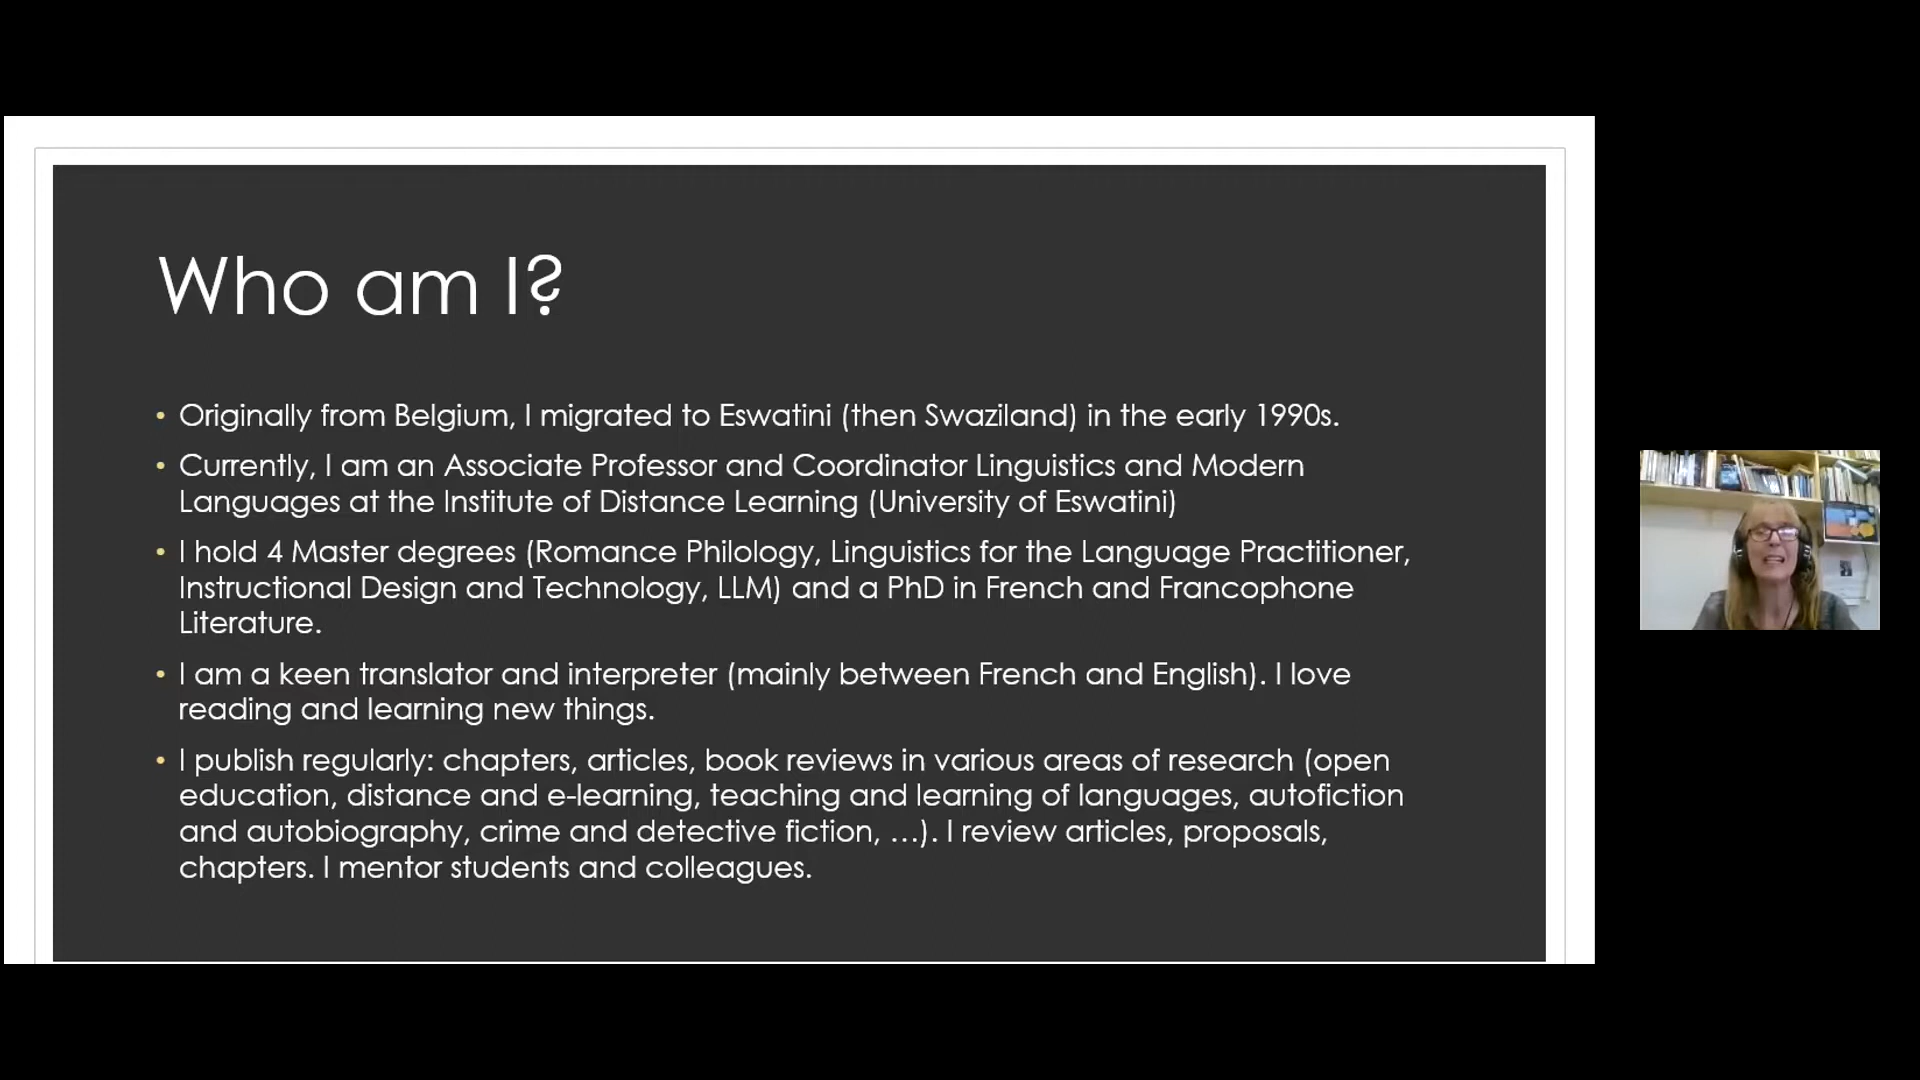 Who am I?
• Originally from Belgium, I migrated to Eswatini (then Swaziland) in the early 1990s.
• Currently, I am an Associate Professor and Coordinator Linguistics and Modern
Languages at the Institute of Distance Learning (University of Eswatini)
• I hold 4 Master degrees (Romance Philology, Linguistics for the Language Practitioner,
Instructional Design and Technology, LLM) and a PhD in French and Francophone
Literature.
• I am a keen translator and interpreter (mainly between French and English). I love
reading and learning new things.
• I publish regularly: chapters, articles, book reviews in various areas of research (open
education, distance and e-learning, teaching and learning of languages, autofiction
and autobiography, crime and detective fiction, …). I review articles, proposals,
chapters. I mentor students and colleagues.